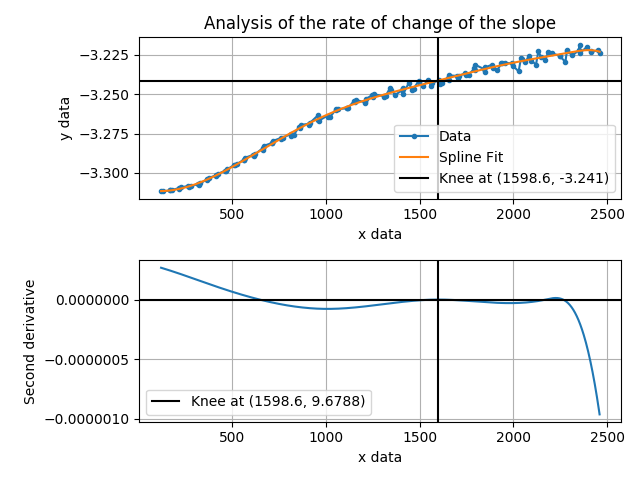 Analysis of the rate of change of the slope
−3.225
−3.250
−3.275
−3.300
y data
Data
Spline Fit
Knee at (1598.6, -3.241)
500 1000 1500 2000 2500
x data
0.0000000
−0.0000005
−0.0000010
Second derivative
Knee at (1598.6, 9.6788)
500 1000 1500 2000 2500
x data